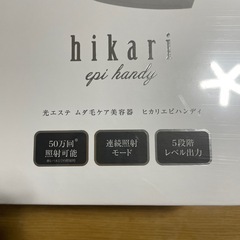 hikari
epi handy
光エステ ムダ毛ケア美容器 ヒカリエピハンディ
50万回※
照射可能
連続照射
モード
5段階
レベル出力